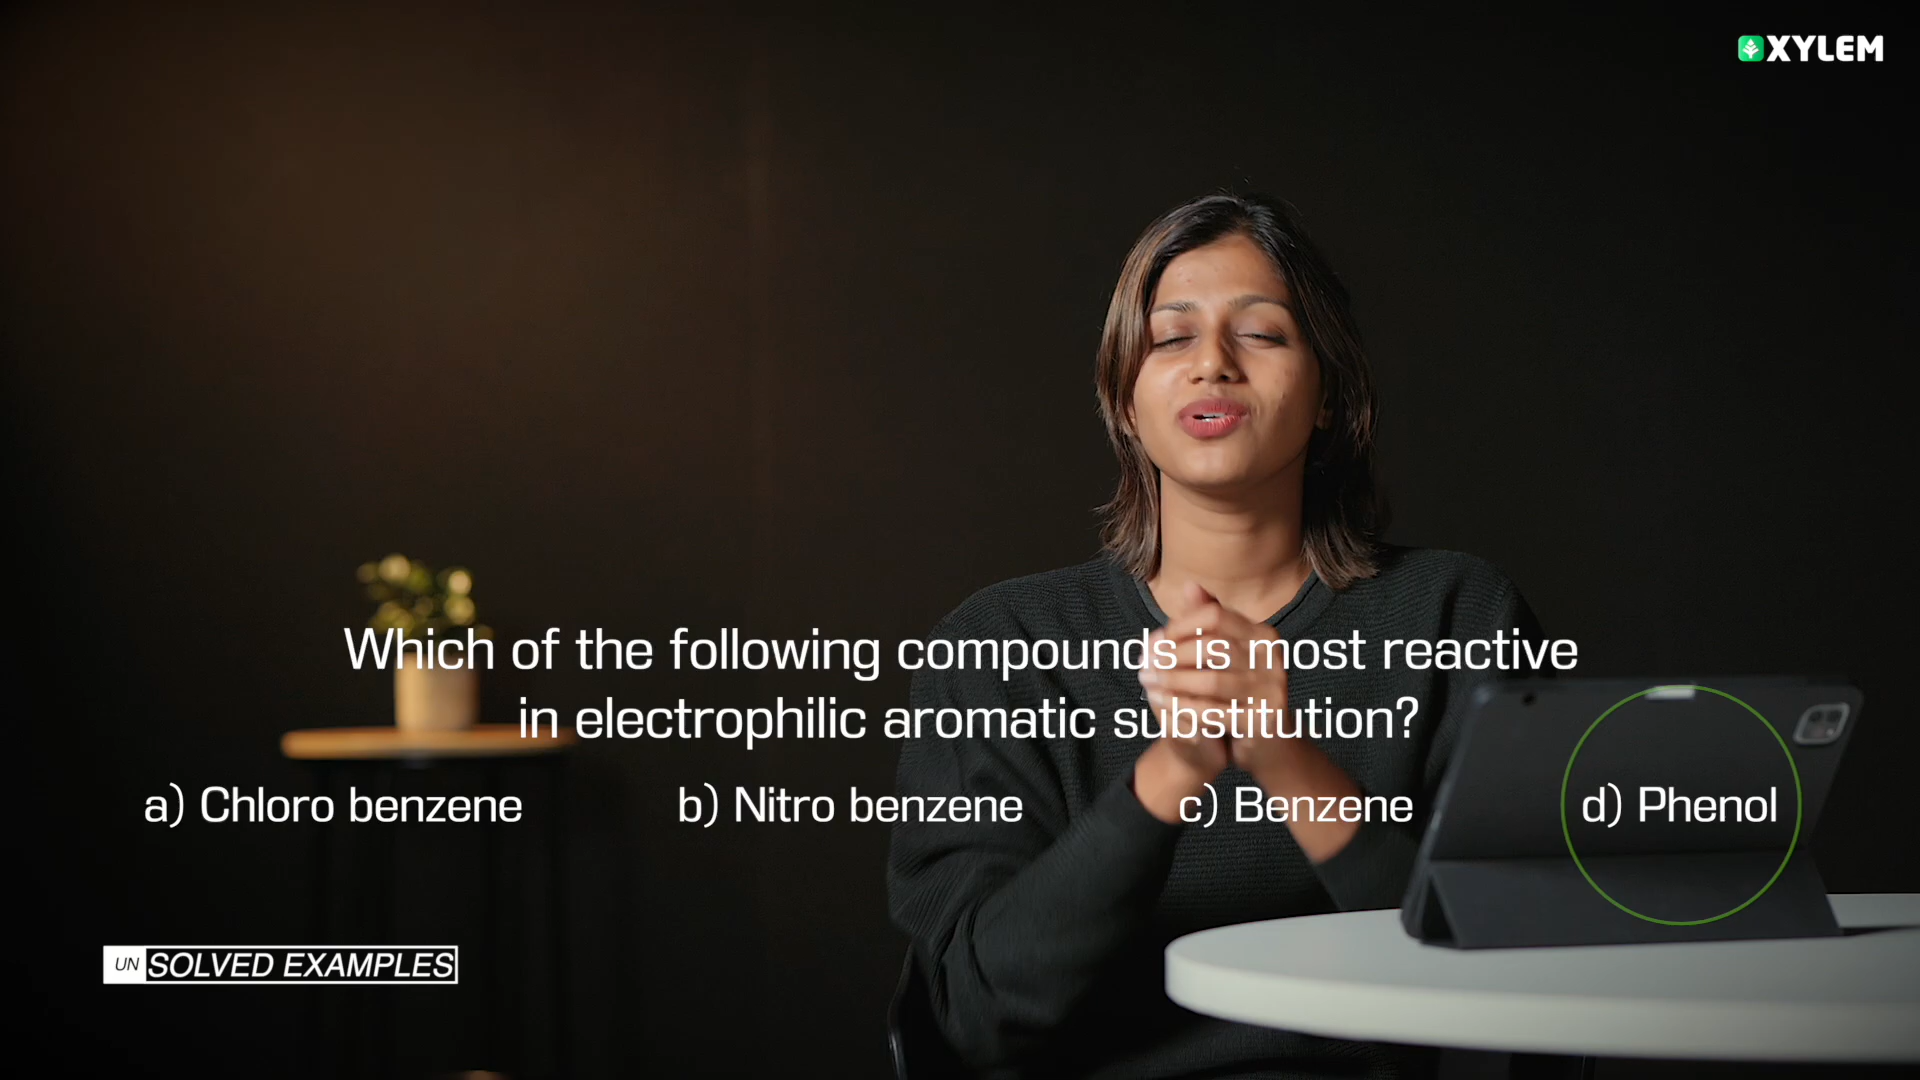 XYLEM
Which of the following compounds is most reactive
in electrophilic aromatic substitution?
a) Chloro benzene b) Nitro benzene c) Benzene d) Phenol
UN SOLVED EXAMPLES